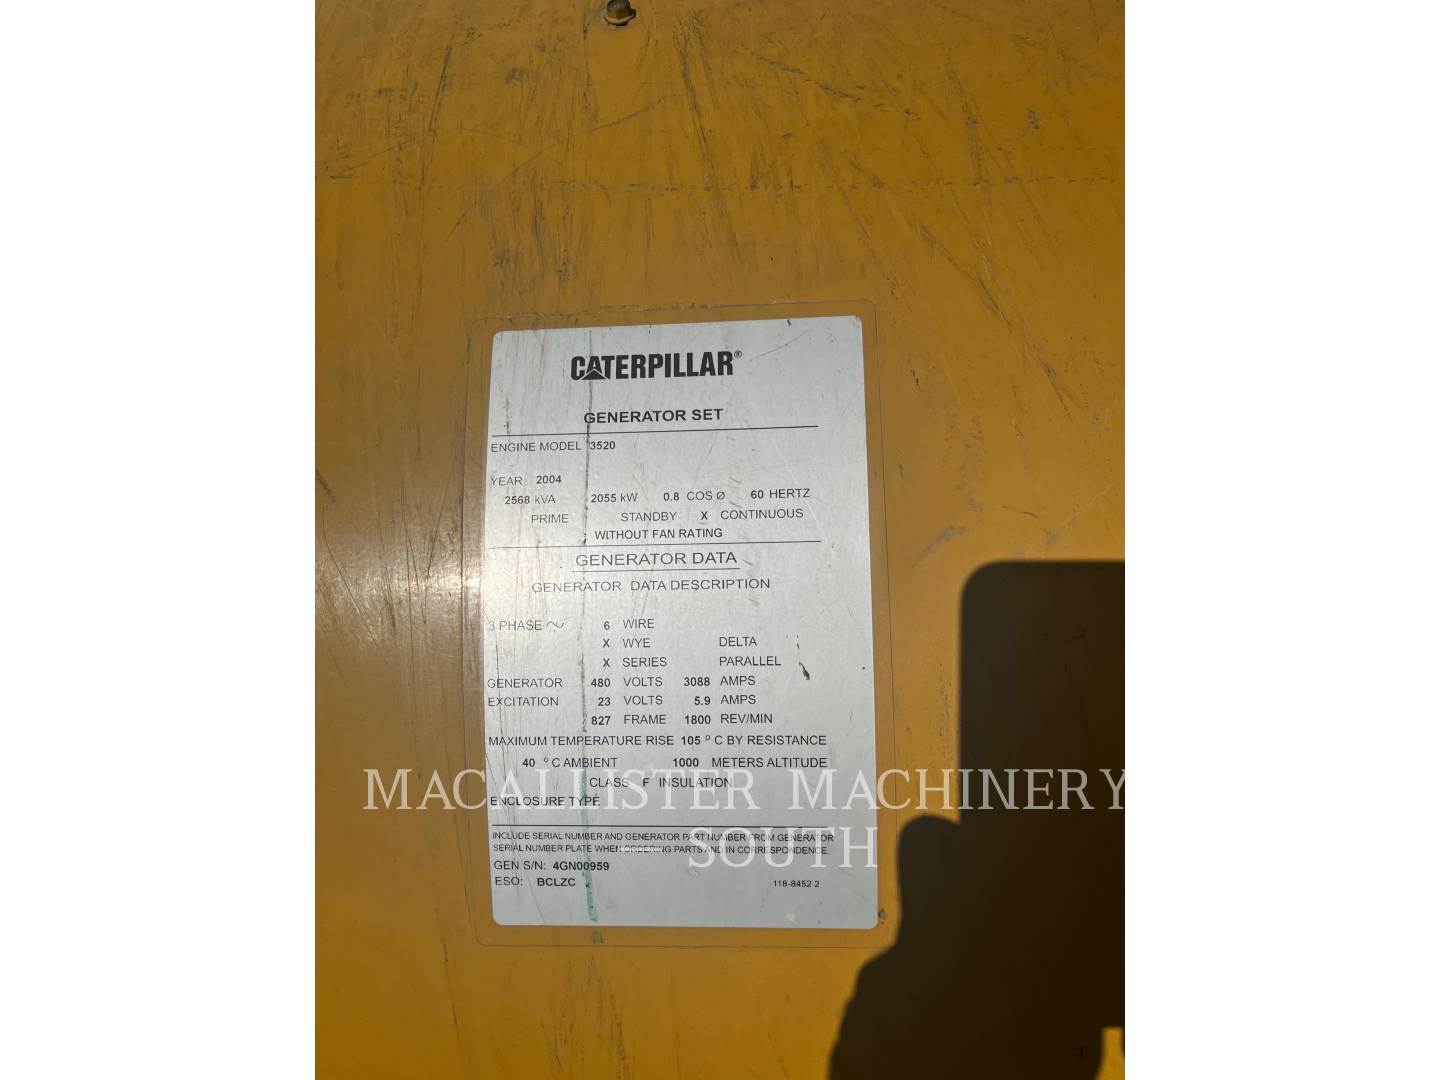 CATERPILLAR®
GENERATOR SET
ENGINE MODEL 3520
YEAR 2004
2568 kVA 2055 kW 0.8 COS Ø 60 HERTZ
PRIME STANDBY X CONTINUOUS
WITHOUT FAN RATING
GENERATOR DATA
GENERATOR DATA DESCRIPTION
3 PHASE 6 WIRE
X WYE DELTA
X SERIES PARALLEL
GENERATOR 480 VOLTS 3088 AMPS
EXCITATION 23 VOLTS 5.9 AMPS
827 FRAME 1800 REV/MIN
MAXIMUM TEMPERATURE RISE 105 °C BY RESISTANCE
40 °C AMBIENT 1000 METERS ALTITUDE
CLASS F INSULATION
ENCLOSURE TYPE
INCLUDE SERIAL NUMBER AND GENERATOR PART NUMBER FROM GENERATOR
SERIAL NUMBER PLATE WHEN ORDERING PARTS AND IN CORRESPONDENCE.
GEN S/N: 4GN00959
ESO: BCLZC
118-8452 2
MACALLISTER MACHINERY
SOUTH